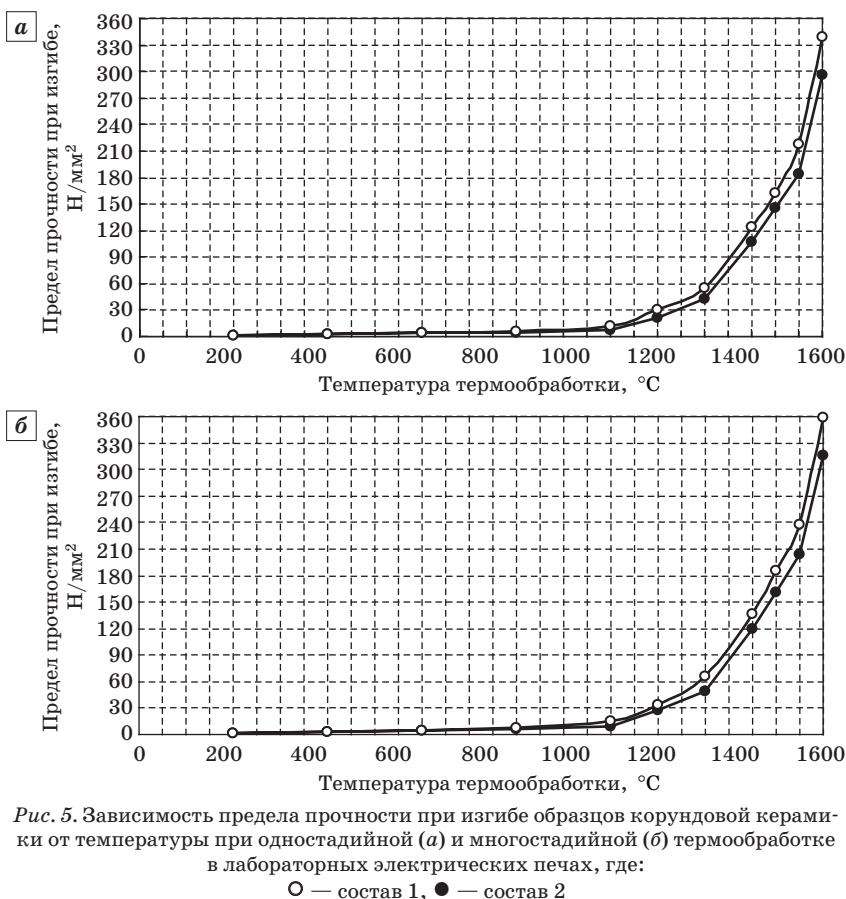 а
Предел прочности при изгибе,
Н/мм²
360
330
300
270
240
210
180
150
120
90
60
30
0
0 200 400 600 800 1000 1200 1400 1600
Температура термообработки, °С
б
Предел прочности при изгибе,
Н/мм²
360
330
300
270
240
210
180
150
120
90
60
30
0
0 200 400 600 800 1000 1200 1400 1600
Температура термообработки, °С
Рис. 5. Зависимость предела прочности при изгибе образцов корундовой керами-
ки от температуры при одностадийной (а) и многостадийной (б) термообработке
в лабораторных электрических печах, где:
○ — состав 1, ● — состав 2